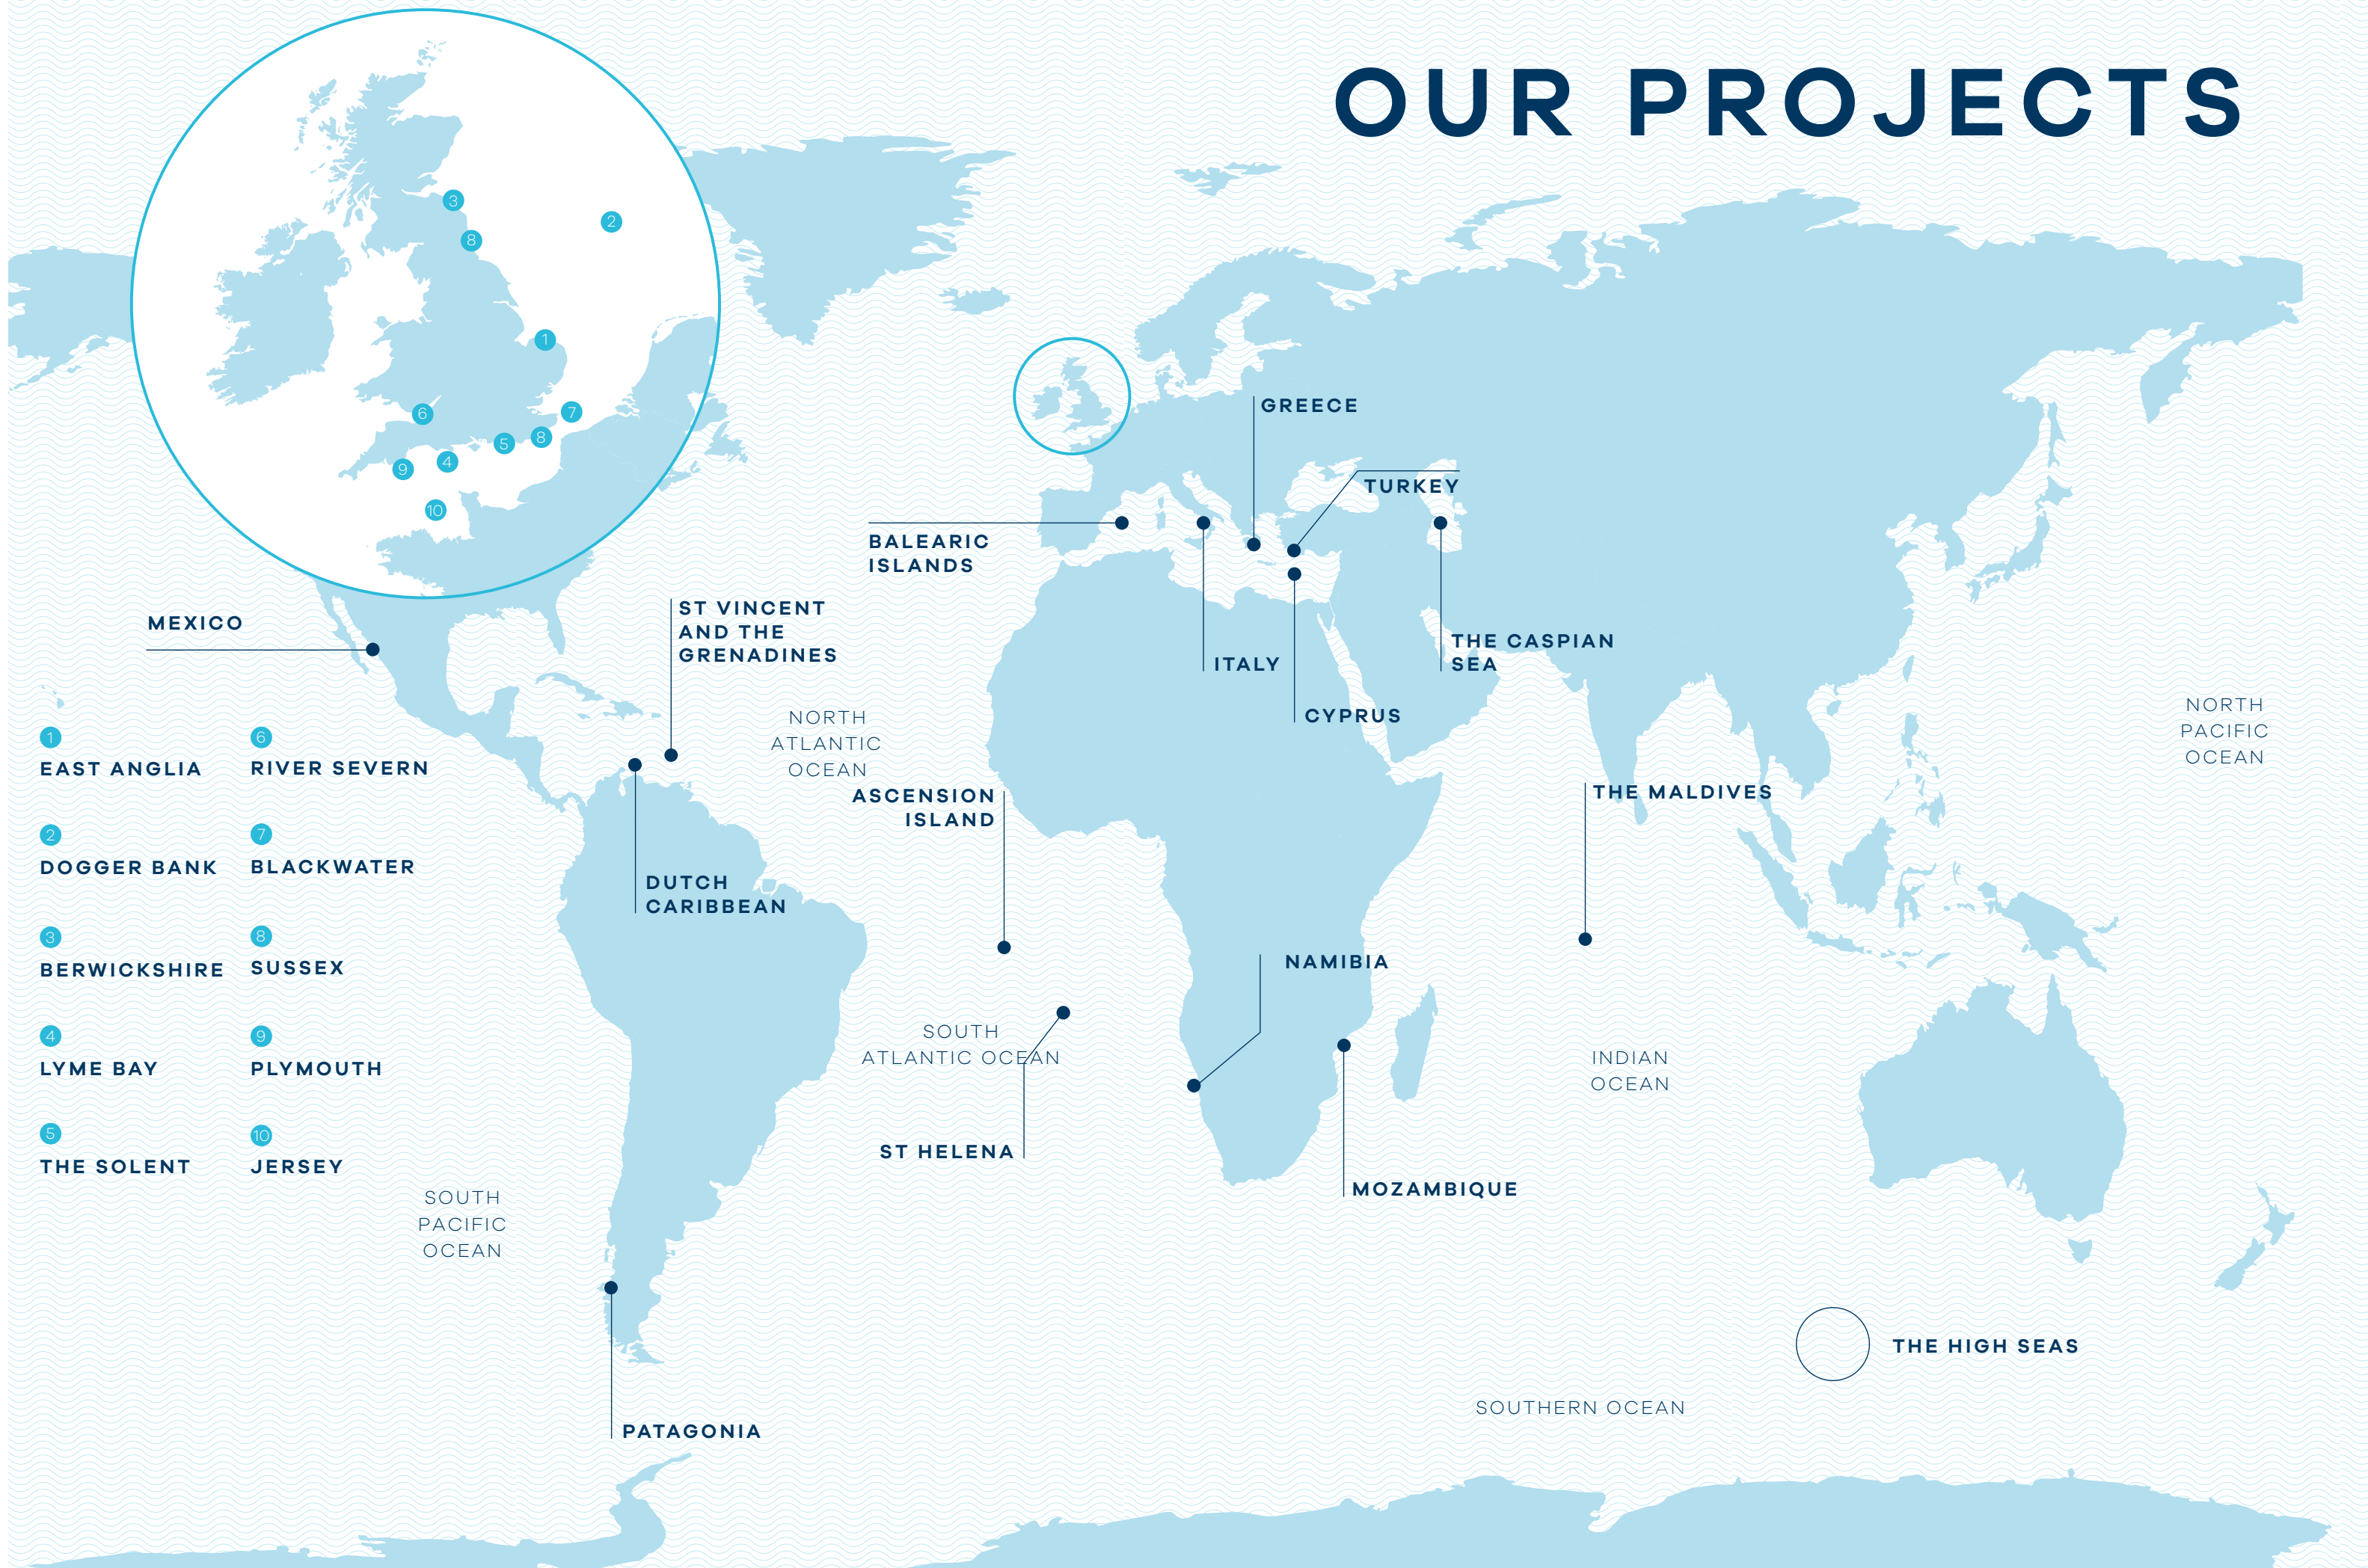 OUR PROJECTS
3
2
8
1
6
7
5
8
4
9
10
GREECE
TURKEY
BALEARIC
ISLANDS
MEXICO
ST VINCENT
AND THE
GRENADINES
ITALY
THE CASPIAN
SEA
CYPRUS
NORTH
ATLANTIC
OCEAN
NORTH
PACIFIC
OCEAN
1
EAST ANGLIA
2
DOGGER BANK
3
BERWICKSHIRE
4
LYME BAY
5
THE SOLENT
6
RIVER SEVERN
7
BLACKWATER
8
SUSSEX
9
PLYMOUTH
10
JERSEY
ASCENSION
ISLAND
THE MALDIVES
DUTCH
CARIBBEAN
NAMIBIA
SOUTH
ATLANTIC OCEAN
INDIAN
OCEAN
ST HELENA
MOZAMBIQUE
SOUTH
PACIFIC
OCEAN
THE HIGH SEAS
SOUTHERN OCEAN
PATAGONIA